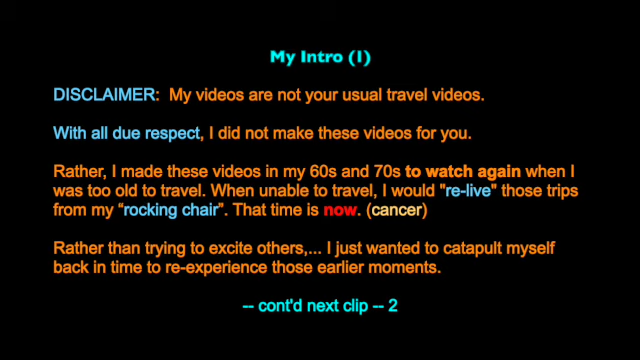 My Intro (1)
DISCLAIMER:  My videos are not your usual travel videos.
With all due respect, I did not make these videos for you.
Rather, I made these videos in my 60s and 70s to watch again when I
was too old to travel. When unable to travel, I would "re-live" those trips
from my “rocking chair”. That time is now. (cancer)
Rather than trying to excite others,... I just wanted to catapult myself
back in time to re-experience those earlier moments.
-- cont'd next clip -- 2